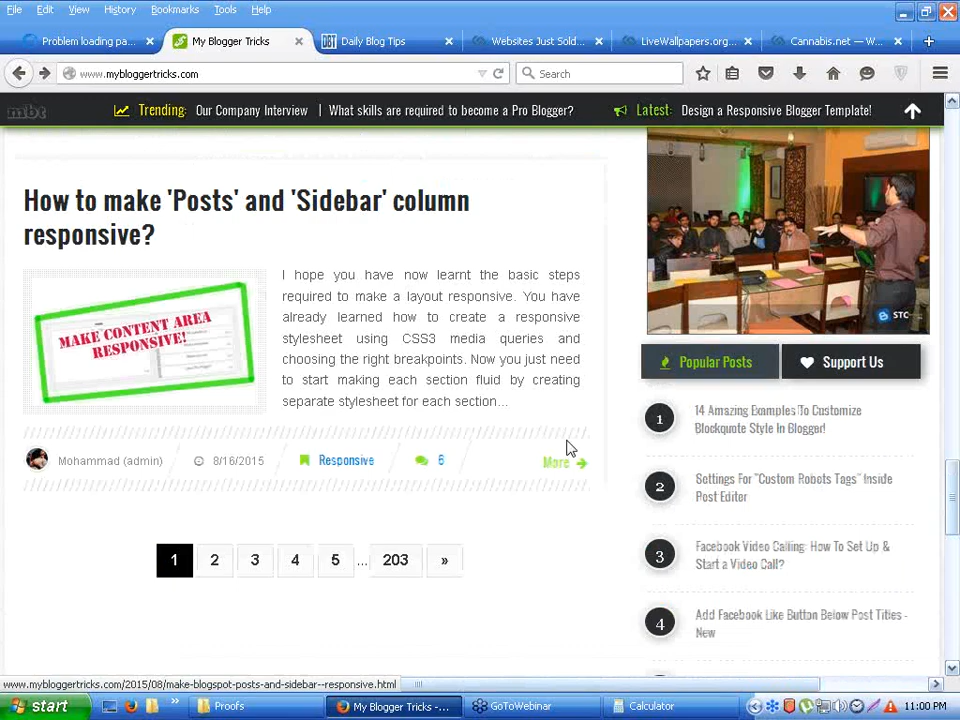 File Edit View History Bookmarks Tools Help
Problem loading pa... My Blogger Tricks Daily Blog Tips Websites Just Sold... LiveWallpapers.org... Cannabis.net — W...
www.mybloggertricks.com Search
mbt Trending: Our Company Interview | What skills are required to become a Pro Blogger? Latest: Design a Responsive Blogger Template!
How to make 'Posts' and 'Sidebar' column
responsive?
MAKE CONTENT AREA
RESPONSIVE!
I hope you have now learnt the basic steps
required to make a layout responsive. You have
already learned how to create a responsive
stylesheet using CSS3 media queries and
choosing the right breakpoints. Now you just need
to start making each section fluid by creating
separate stylesheet for each section...
Mohammad (admin) 8/16/2015 Responsive 6 More
1 2 3 4 5 ... 203 »
STC
Popular Posts Support Us
1 14 Amazing Examples To Customize
Blockquote Style In Blogger!
2 Settings For "Custom Robots Tags" Inside
Post Editor
3 Facebook Video Calling: How To Set Up &
Start a Video Call?
4 Add Facebook Like Button Below Post Titles -
New
www.mybloggertricks.com/2015/08/make-blogspot-posts-and-sidebar--responsive.html
start Proofs My Blogger Tricks -... GoToWebinar Calculator 11:00 PM